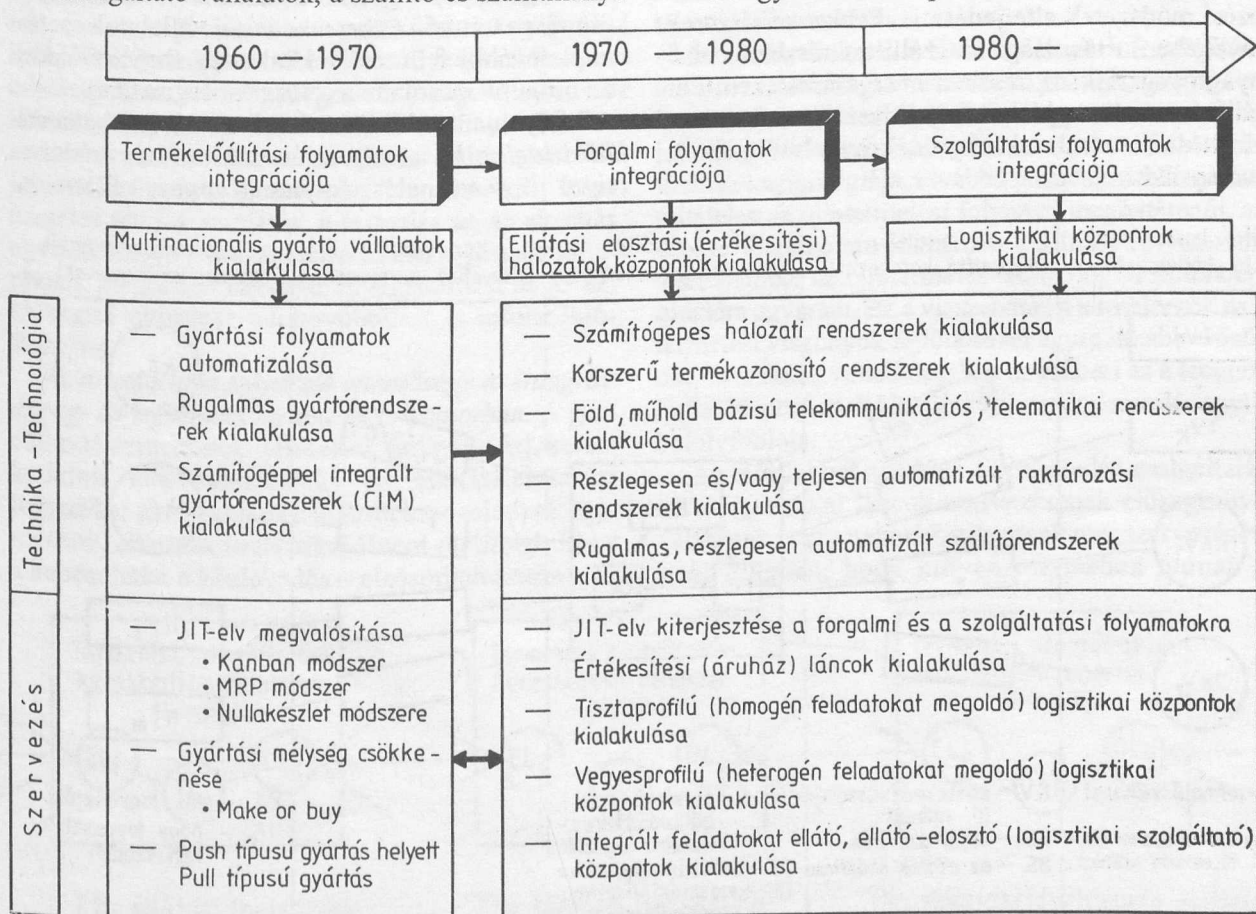 1960 – 1970
1970 – 1980
1980 –
Termékelőállítási folyamatok
integrációja
Forgalmi folyamatok
integrációja
Szolgáltatási folyamatok
integrációja
Multinacionális gyártó vállalatok
kialakulása
Ellátási elosztási (értékesítési)
hálózatok, központok kialakulása
Logisztikai központok
kialakulása
Technika – Technológia
— Gyártási folyamatok
automatizálása
— Rugalmas gyártórendsze-
rek kialakulása
— Számítógéppel integrált
gyártórendszerek (CIM)
kialakulása
— Számítógépes hálózati rendszerek kialakulása
— Korszerű termékazonosító rendszerek kialakulása
— Föld, műhold bázisú telekommunikációs, telematikai rendszerek
kialakulása
— Részlegesen és/vagy teljesen automatizált raktározási
rendszerek kialakulása
— Rugalmas, részlegesen automatizált szállítórendszerek
kialakulása
Szervezés
— JIT-elv megvalósítása
• Kanban módszer
• MRP módszer
• Nullakészlet módszere
— Gyártási mélység csökke-
nése
• Make or buy
— Push típusú gyártás helyett
Pull típusú gyártás
— JIT-elv kiterjesztése a forgalmi és a szolgáltatási folyamatokra
— Értékesítési (áruház) láncok kialakulása
— Tisztaprofilú (homogén feladatokat megoldó) logisztikai központok
kialakulása
— Vegyesprofilú (heterogén feladatokat megoldó) logisztikai
központok kialakulása
— Integrált feladatokat ellátó, ellátó-elosztó (logisztikai szolgáltató)
központok kialakulása